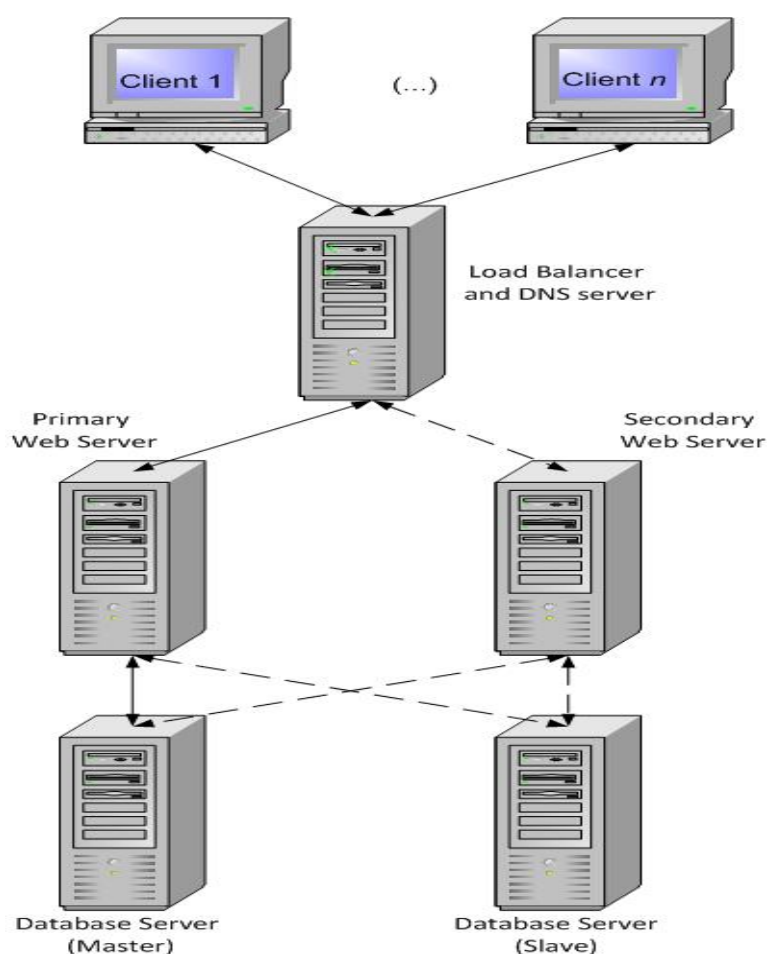 Client 1
(...)
Client n
Load Balancer
and DNS server
Primary
Web Server
Secondary
Web Server
Database Server
(Master)
Database Server
(Slave)